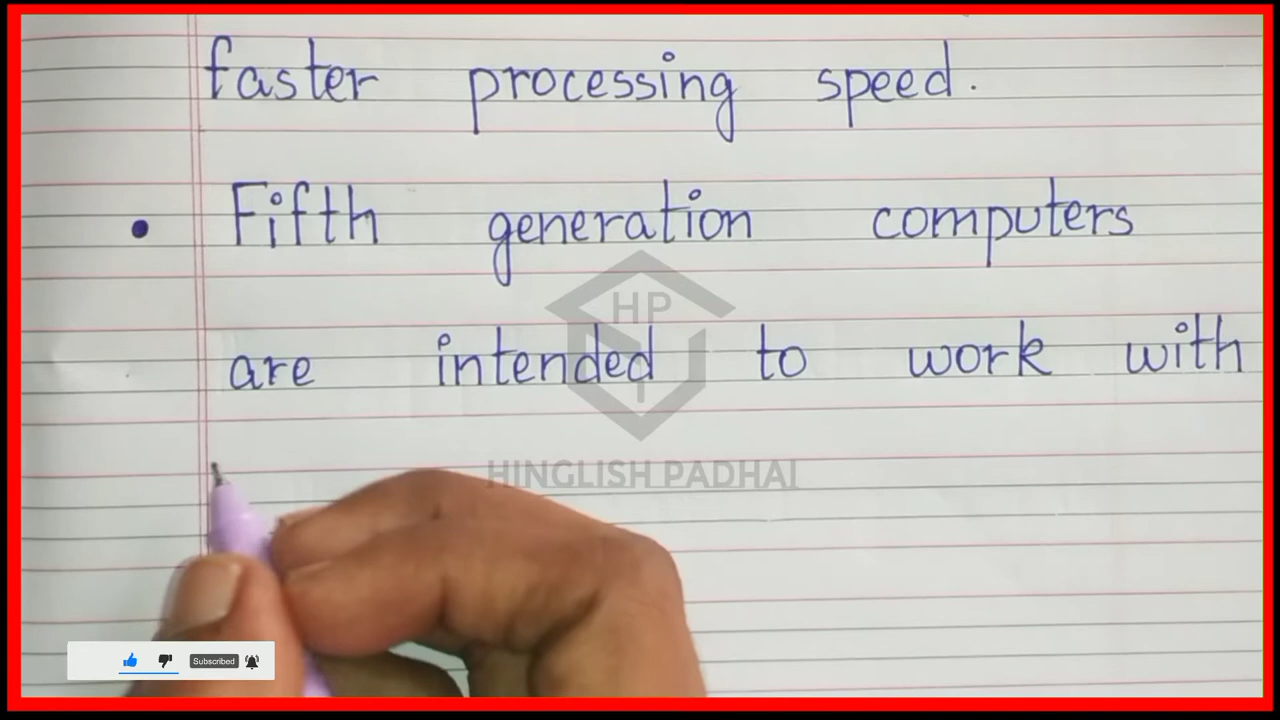 faster processing speed.
• Fifth generation computers
HP
are intended to work with
HINGLISH PADHAI
Subscribed